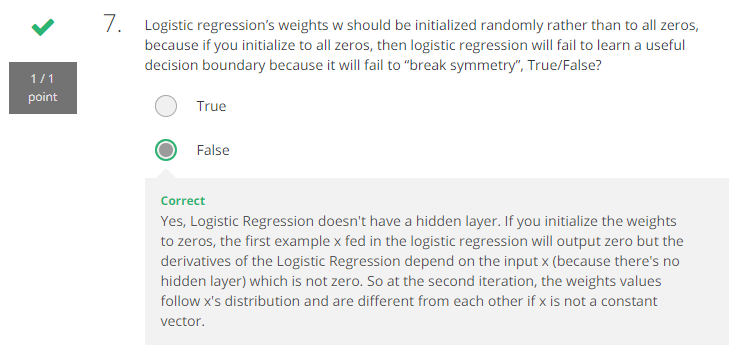 7.
Logistic regression's weights w should be initialized randomly rather than to all zeros,
because if you initialize to all zeros, then logistic regression will fail to learn a useful
decision boundary because it will fail to “break symmetry”, True/False?
1 / 1
point
True
False
Correct
Yes, Logistic Regression doesn't have a hidden layer. If you initialize the weights
to zeros, the first example x fed in the logistic regression will output zero but the
derivatives of the Logistic Regression depend on the input x (because there's no
hidden layer) which is not zero. So at the second iteration, the weights values
follow x's distribution and are different from each other if x is not a constant
vector.